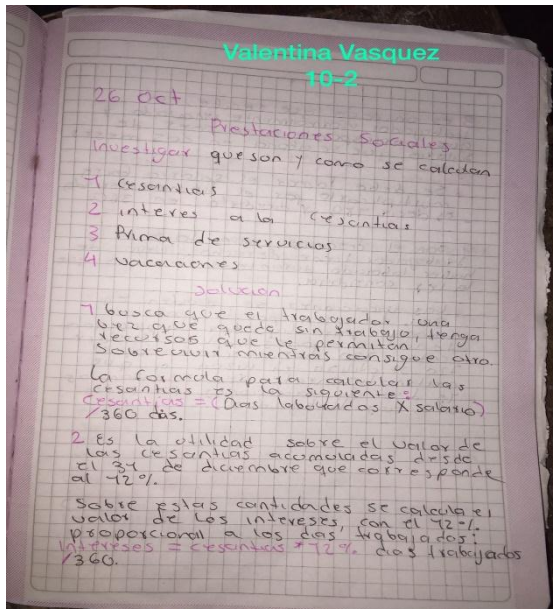 Valentina Vasquez
10-2
26 oct
Prestaciones Sociales
Investigar que son y como se calculan
1 cesantias
2 interes a la cescintias
3 Prima de servicios
4 vacaciones
solucion
1 busca que el trabajador una
vez que quede sin trabajo, tenga
recursos que le permitan
sobrevivir mientras consigue otro.
La formula para calcular las
cesantias es la siguiente:
Cesantias = (Dias laborados X salario)
/360 dias.
2 Es la utilidad sobre el valor de
las cesantias acomuladas desde
el 31 de diciembre que corresponde
al 12%.
Sobre estas cantidades se calcula el
valor de los intereses, con el 12%.
proporcional a los dias trabajados:
Intereses = cesantias * 12% dias trabajados
/360.